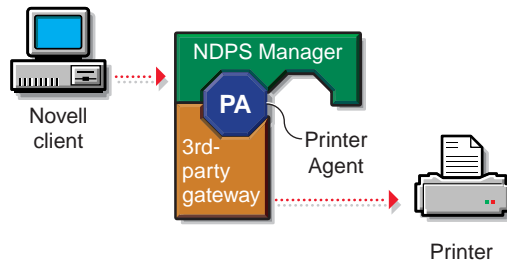 NDPS Manager
PA
Novell
client
Printer
Agent
3rd-
party
gateway
Printer